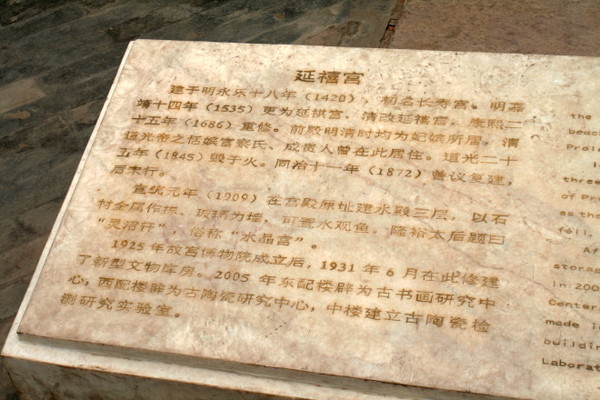 延禧宫
建于明永乐十八年（1420），初名长寿宫。明嘉
靖十四年（1535）更为延祺宫，清改延禧宫，康熙二
十五年（1686）重修。前殿明清时均为妃嫔所居，清
道光帝之恬嫔富察氏、成贵人曾在此居住。道光二十
五年（1845）毁于火。同治十一年（1872）曾议复建，
后未行。
宣统元年（1909）在宫殿原址建水殿三层，以石
材金属作栋、玻璃为墙，可置水观鱼，隆裕太后题曰
"灵沼轩"，俗称"水晶宫"。
1925年故宫博物院成立后，1931年6月在此修建
了新型文物库房。2005年东配楼辟为古书画研究中
心，西配楼辟为古陶瓷研究中心，中楼建立古陶瓷检
测研究实验室。
the
three
of P
as the
fell.
storag
in 200
Center
made i
buildin
Laborat